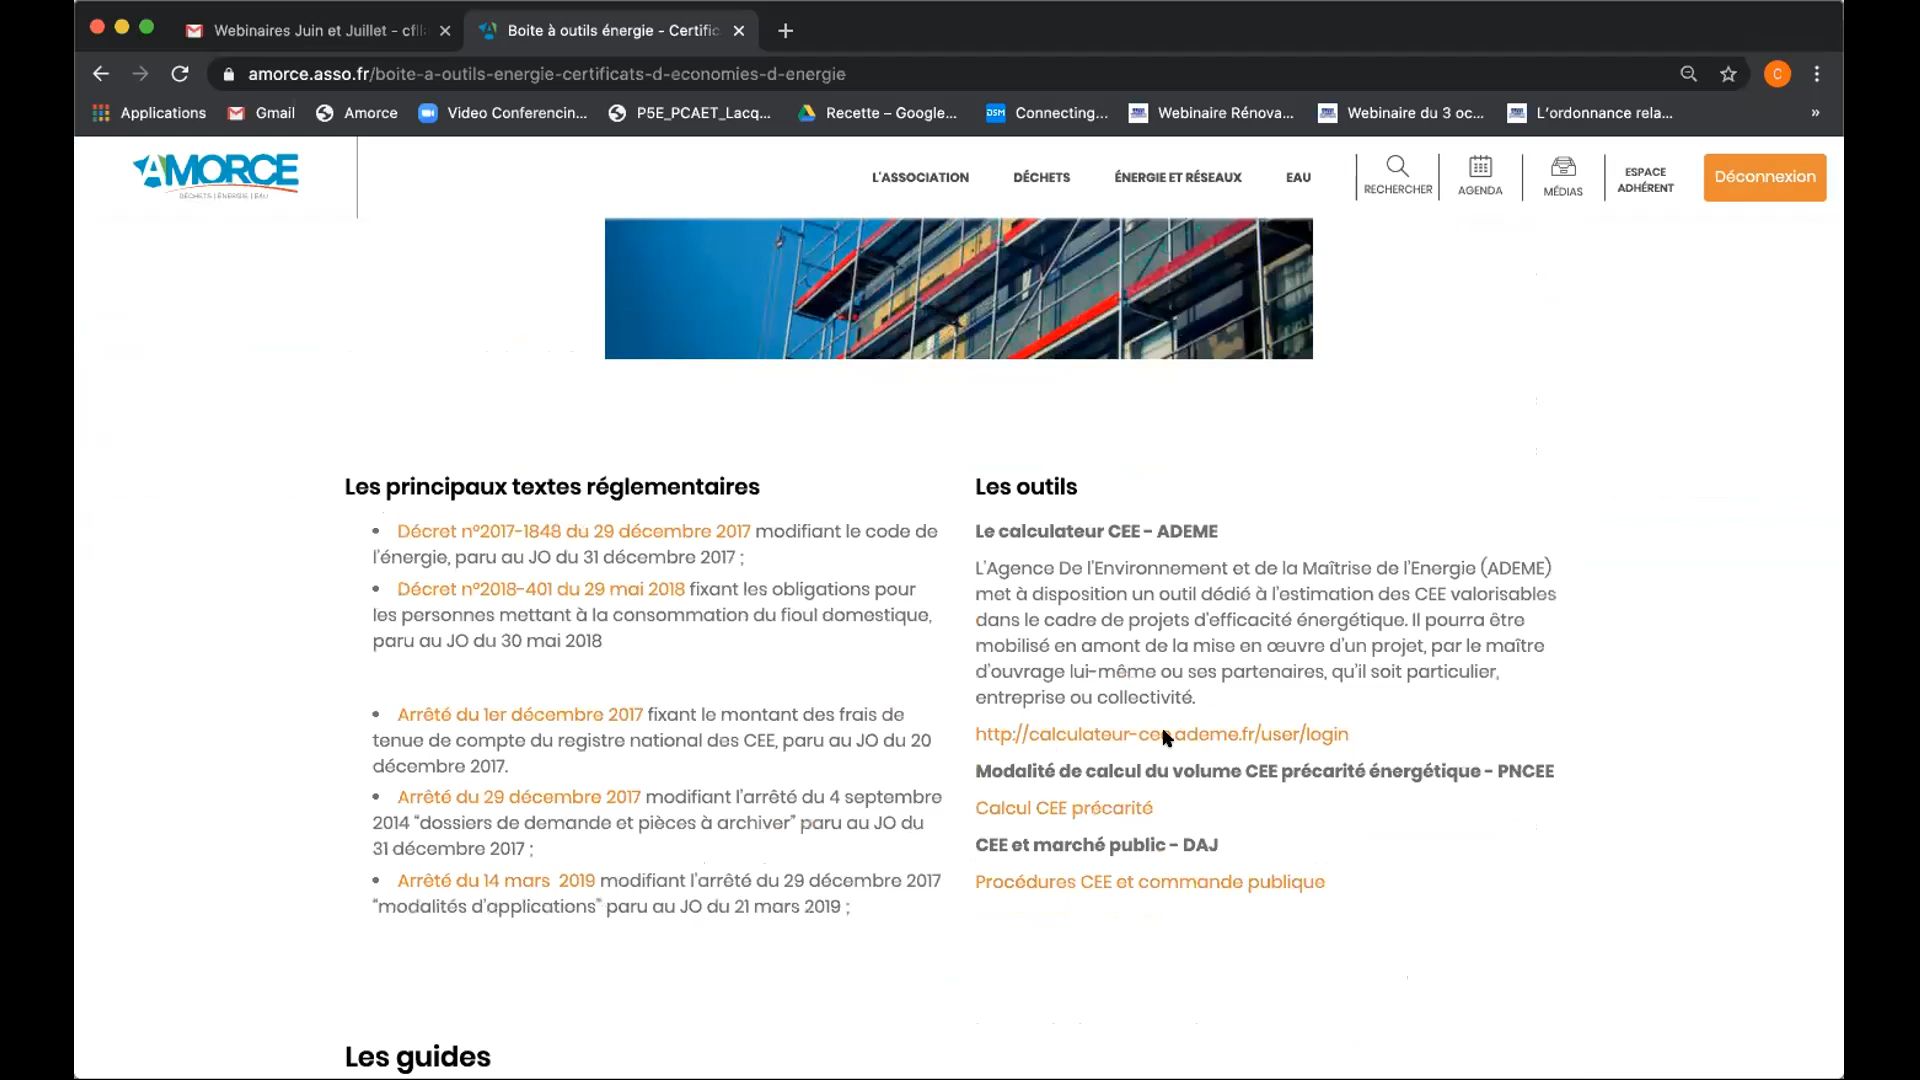 Webinaires Juin et Juillet - cfl
Boite à outils énergie - Certific
amorce.asso.fr/boite-a-outils-energie-certificats-d-economies-d-energie
C
Applications
Gmail
Amorce
Video Conferencin...
P5E_PCAET_Lacq...
Recette – Google...
DSM
Connecting...
Webinaire Rénova...
Webinaire du 3 oc...
L'ordonnance rela...
»
AMORCE
DÉCHETS | ÉNERGIE | EAU
L'ASSOCIATION
DÉCHETS
ÉNERGIE ET RÉSEAUX
EAU
RECHERCHER
AGENDA
MÉDIAS
ESPACE
ADHÉRENT
Déconnexion
Les principaux textes réglementaires
• Décret n°2017-1848 du 29 décembre 2017 modifiant le code de
l'énergie, paru au JO du 31 décembre 2017 ;
• Décret n°2018-401 du 29 mai 2018 fixant les obligations pour
les personnes mettant à la consommation du fioul domestique,
paru au JO du 30 mai 2018
• Arrêté du 1er décembre 2017 fixant le montant des frais de
tenue de compte du registre national des CEE, paru au JO du 20
décembre 2017.
• Arrêté du 29 décembre 2017 modifiant l'arrêté du 4 septembre
2014 "dossiers de demande et pièces à archiver" paru au JO du
31 décembre 2017 ;
• Arrêté du 14 mars 2019 modifiant l'arrêté du 29 décembre 2017
"modalités d'applications" paru au JO du 21 mars 2019 ;
Les outils
Le calculateur CEE – ADEME
L'Agence De l'Environnement et de la Maîtrise de l'Energie (ADEME)
met à disposition un outil dédié à l'estimation des CEE valorisables
dans le cadre de projets d'efficacité énergétique. Il pourra être
mobilisé en amont de la mise en œuvre d'un projet, par le maître
d'ouvrage lui-même ou ses partenaires, qu'il soit particulier,
entreprise ou collectivité.
http://calculateur-cee.ademe.fr/user/login
Modalité de calcul du volume CEE précarité énergétique - PNCEE
Calcul CEE précarité
CEE et marché public - DAJ
Procédures CEE et commande publique
Les guides